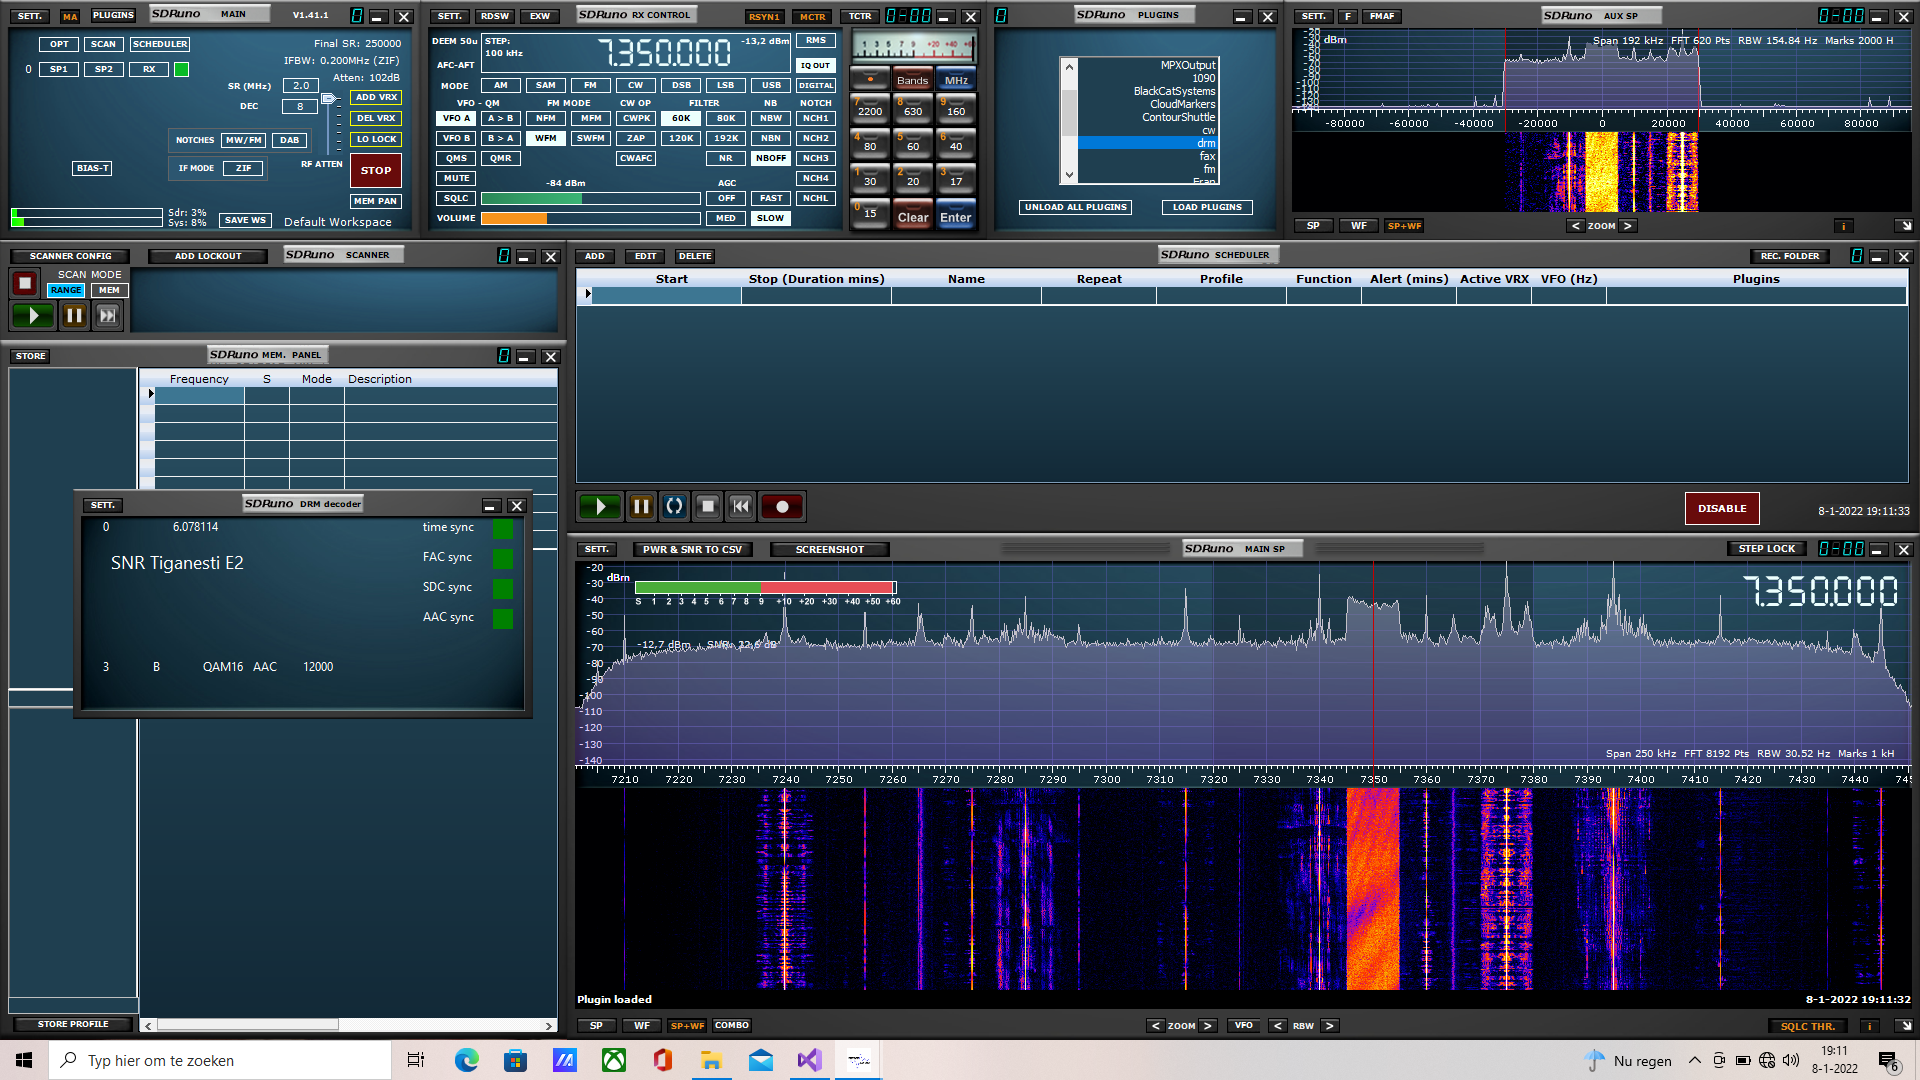 SETT. MA PLUGINS SDRuno MAIN V1.41.1 0
OPT SCAN SCHEDULER
0 SP1 SP2 RX
Final SR: 250000
IFBW: 0.200MHz (ZIF)
Atten: 102dB
SR (MHz) 2.0
DEC 8
ADD VRX
DEL VRX
LO LOCK
NOTCHES MW/FM DAB
BIAS-T
IF MODE ZIF
RF ATTEN
STOP
MEM PAN
Sdr: 3%
Sys: 8%
SAVE WS
Default Workspace
SETT. RDSW EXW SDRuno RX CONTROL RSYN1 MCTR TCTR 0-00
DEEM 50u
STEP:
100 kHz
7.350.000
-13,2 dBm
RMS
AFC-AFT
IQ OUT
MODE AM SAM FM CW DSB LSB USB DIGITAL
VFO - QM FM MODE CW OP FILTER NB NOTCH
VFO A A > B NFM MFM CWPK 60K 80K NBW NCH1
VFO B B > A WFM SWFM ZAP 120K 192K NBN NCH2
QMS QMR CWAFC NR NBOFF NCH3
MUTE -84 dBm AGC NCH4
SQLC OFF FAST NCHL
VOLUME MED SLOW
1 3 5 7 9 +20 +40
Bands MHz
7 2200 8 630 9 160
4 80 5 60 6 40
1 30 2 20 3 17
0 15 Clear Enter
0 SDRuno PLUGINS
MPXOutput
1090
BlackCatSystems
CloudMarkers
ContourShuttle
cw
drm
fax
fm
Fran
UNLOAD ALL PLUGINS LOAD PLUGINS
SETT. F FMAF SDRuno AUX SP 0-00
dBm
Span 192 kHz FFT 620 Pts RBW 154.84 Hz Marks 2000 H
-80000 -60000 -40000 -20000 0 20000 40000 60000 80000
SP WF SP+WF < ZOOM > i
SCANNER CONFIG ADD LOCKOUT SDRuno SCANNER 0
SCAN MODE
RANGE MEM
ADD EDIT DELETE SDRuno SCHEDULER REC. FOLDER 0
Start Stop (Duration mins) Name Repeat Profile Function Alert (mins) Active VRX VFO (Hz) Plugins
DISABLE
8-1-2022 19:11:33
STORE SDRuno MEM. PANEL 0
Frequency S Mode Description
SETT. SDRuno DRM decoder
0 6.078114 time sync
SNR Tiganesti E2
FAC sync
SDC sync
AAC sync
3 B QAM16 AAC 12000
STORE PROFILE
SETT. PWR & SNR TO CSV SCREENSHOT SDRuno MAIN SP STEP LOCK 0-00
dBm
S 1 2 3 4 5 6 7 8 9 +10 +20 +30 +40 +50 +60
7.350.000
-12,7 dBm SNR: 22,6 dB
-20
-30
-40
-50
-60
-70
-80
-90
-100
-110
-120
-130
-140
Span 250 kHz FFT 8192 Pts RBW 30.52 Hz Marks 1 kH
7210 7220 7230 7240 7250 7260 7270 7280 7290 7300 7310 7320 7330 7340 7350 7360 7370 7380 7390 7400 7410 7420 7430 7440 745
Plugin loaded
8-1-2022 19:11:32
SP WF SP+WF COMBO < ZOOM > VFO < RBW > SQLC THR. i
Typ hier om te zoeken
Nu regen
19:11
8-1-2022
6